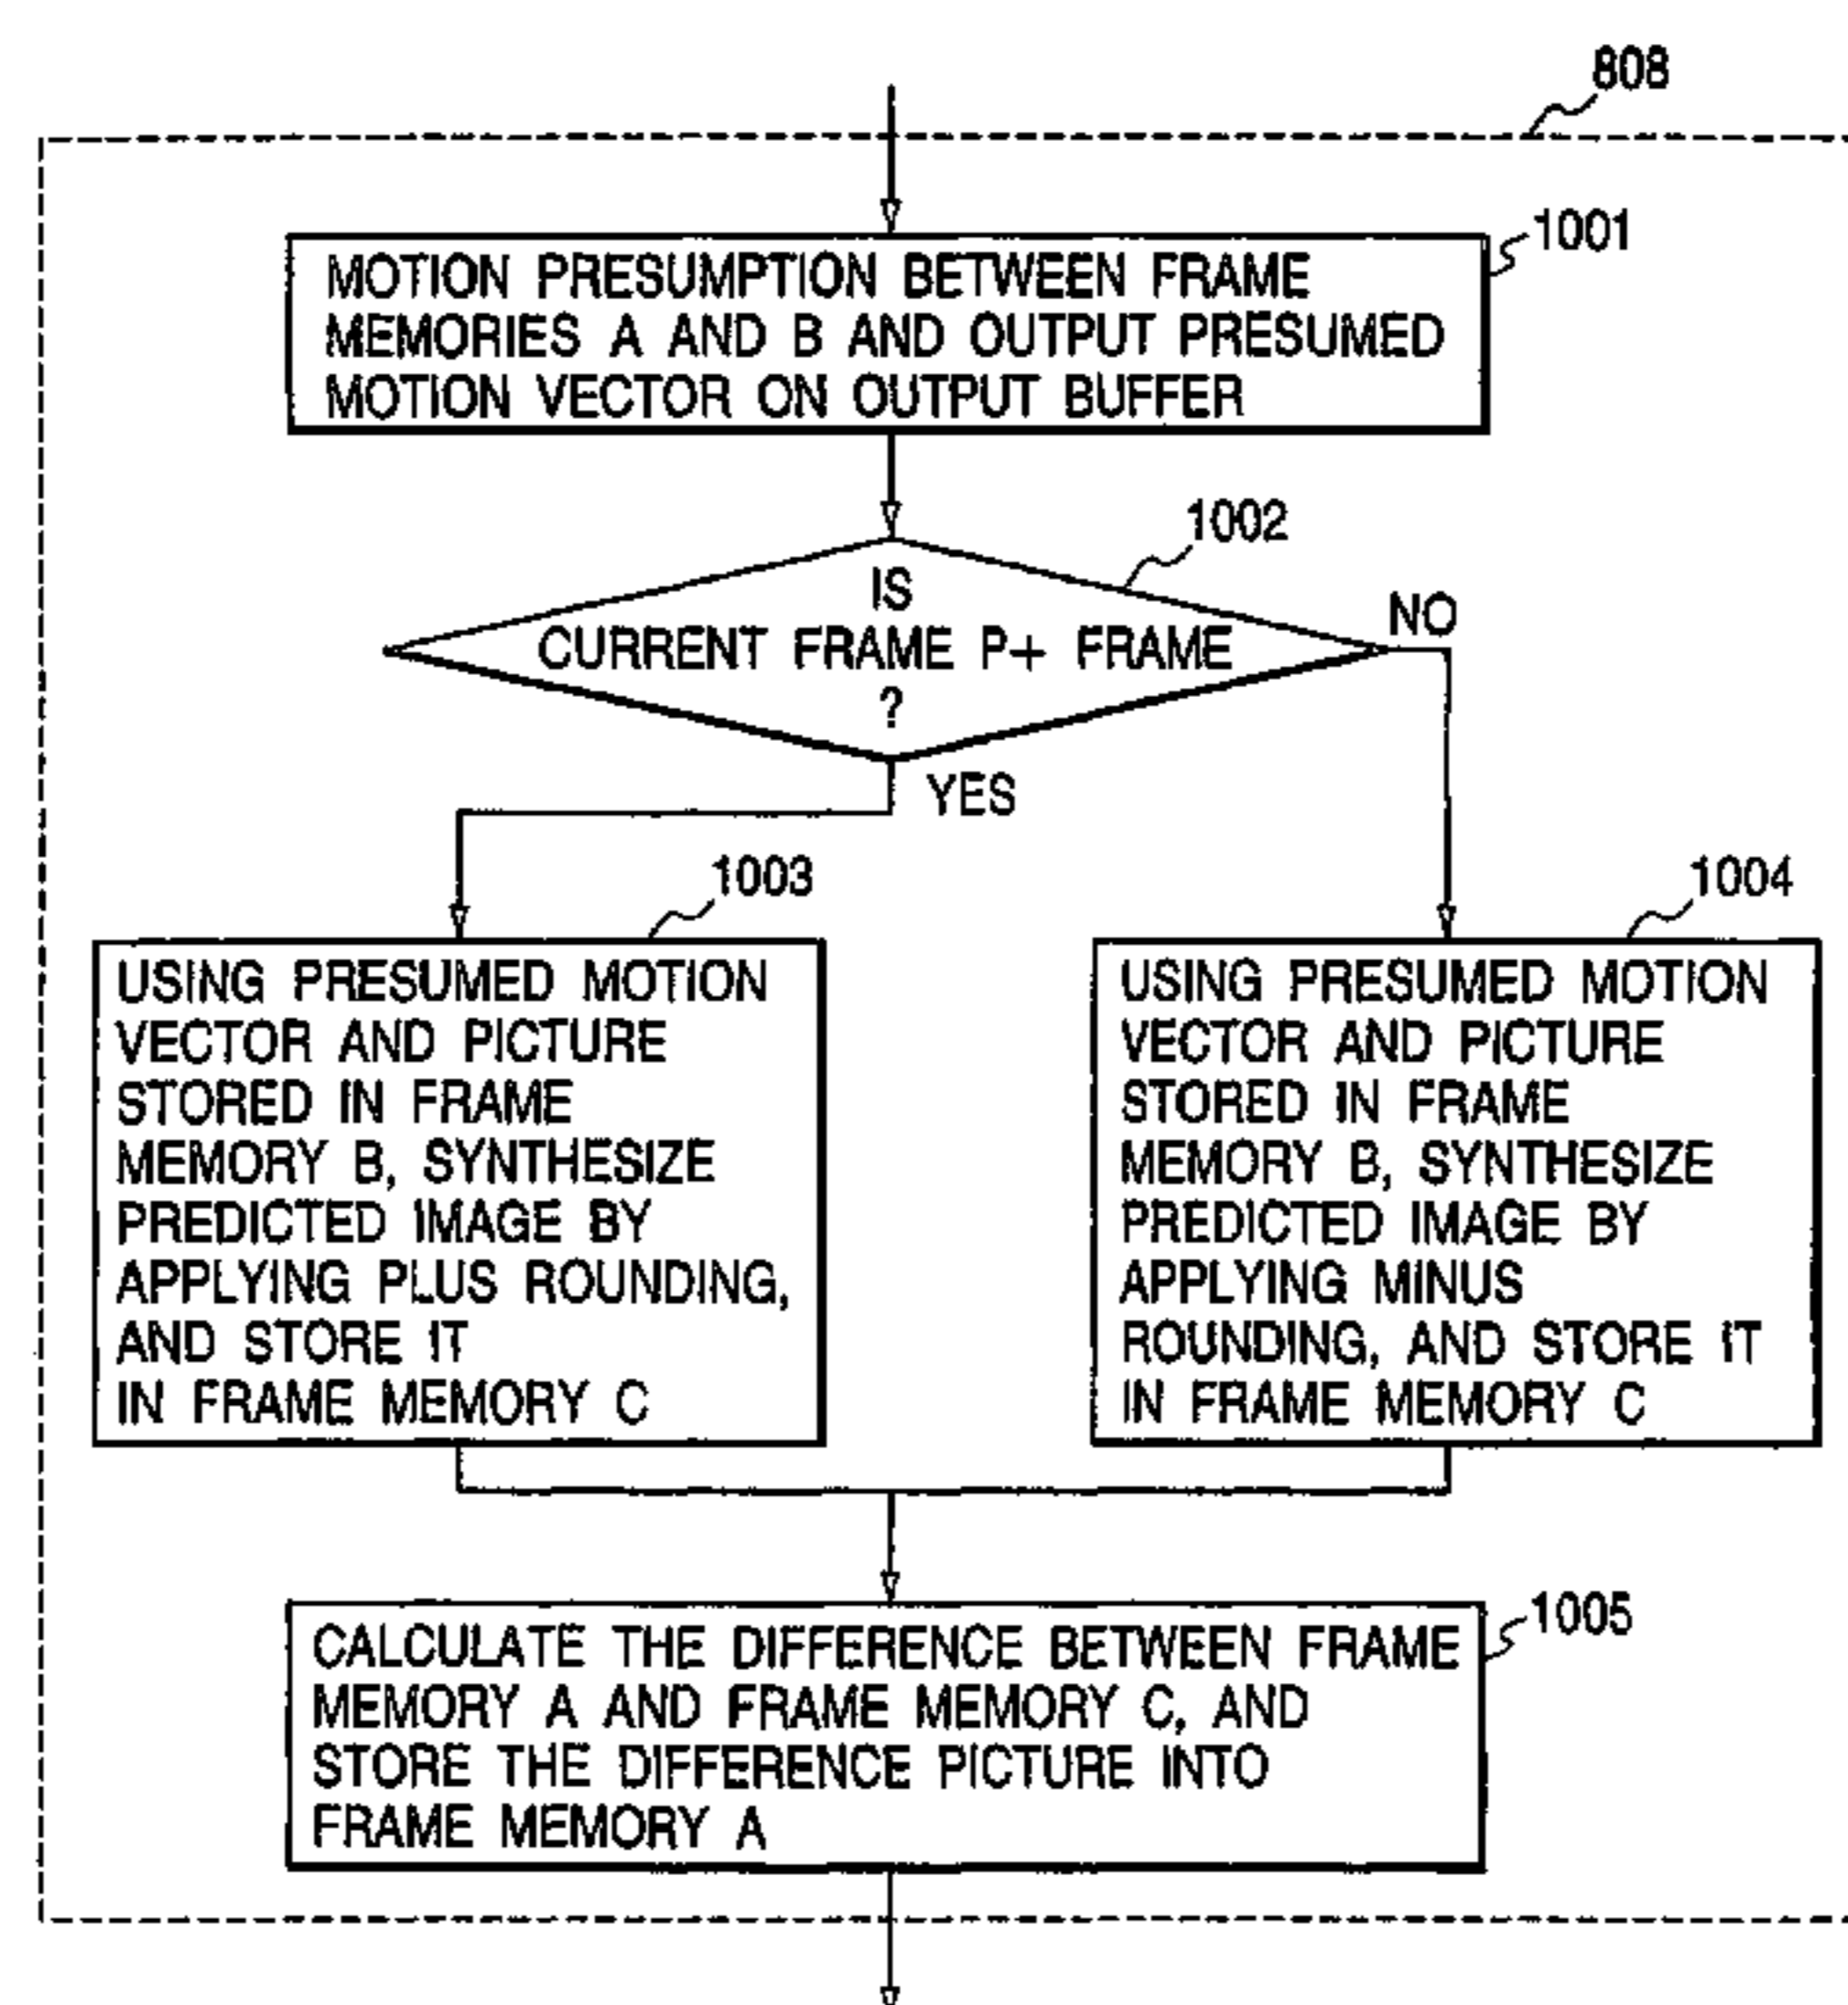 808
1001
MOTION PRESUMPTION BETWEEN FRAME
MEMORIES A AND B AND OUTPUT PRESUMED
MOTION VECTOR ON OUTPUT BUFFER
1002
IS
CURRENT FRAME P+ FRAME
?
NO
YES
1003
USING PRESUMED MOTION
VECTOR AND PICTURE
STORED IN FRAME
MEMORY B, SYNTHESIZE
PREDICTED IMAGE BY
APPLYING PLUS ROUNDING,
AND STORE IT
IN FRAME MEMORY C
1004
USING PRESUMED MOTION
VECTOR AND PICTURE
STORED IN FRAME
MEMORY B, SYNTHESIZE
PREDICTED IMAGE BY
APPLYING MINUS
ROUNDING, AND STORE IT
IN FRAME MEMORY C
1005
CALCULATE THE DIFFERENCE BETWEEN FRAME
MEMORY A AND FRAME MEMORY C, AND
STORE THE DIFFERENCE PICTURE INTO
FRAME MEMORY A